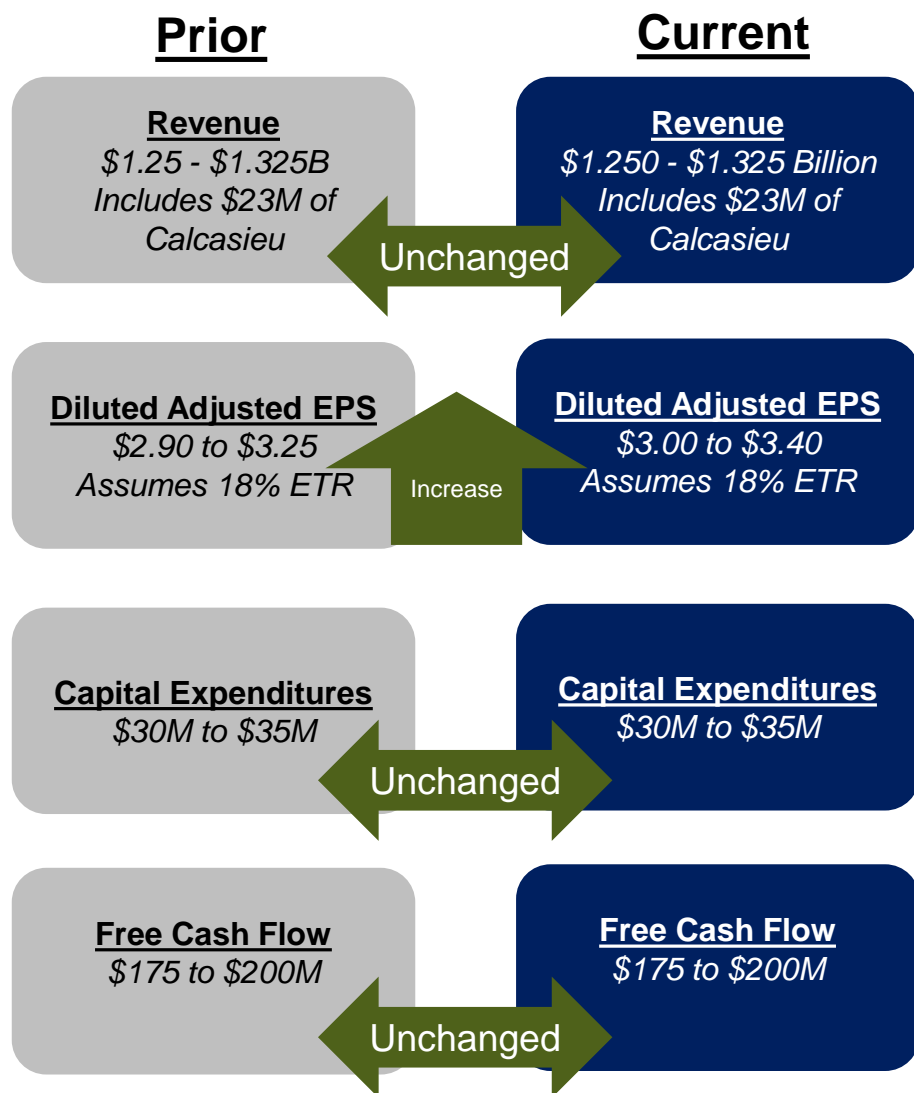 Prior
Current
Revenue
$1.25 - $1.325B
Includes $23M of
Calcasieu
Unchanged
Revenue
$1.250 - $1.325 Billion
Includes $23M of
Calcasieu
Diluted Adjusted EPS
$2.90 to $3.25
Assumes 18% ETR
Increase
Diluted Adjusted EPS
$3.00 to $3.40
Assumes 18% ETR
Capital Expenditures
$30M to $35M
Unchanged
Capital Expenditures
$30M to $35M
Free Cash Flow
$175 to $200M
Unchanged
Free Cash Flow
$175 to $200M